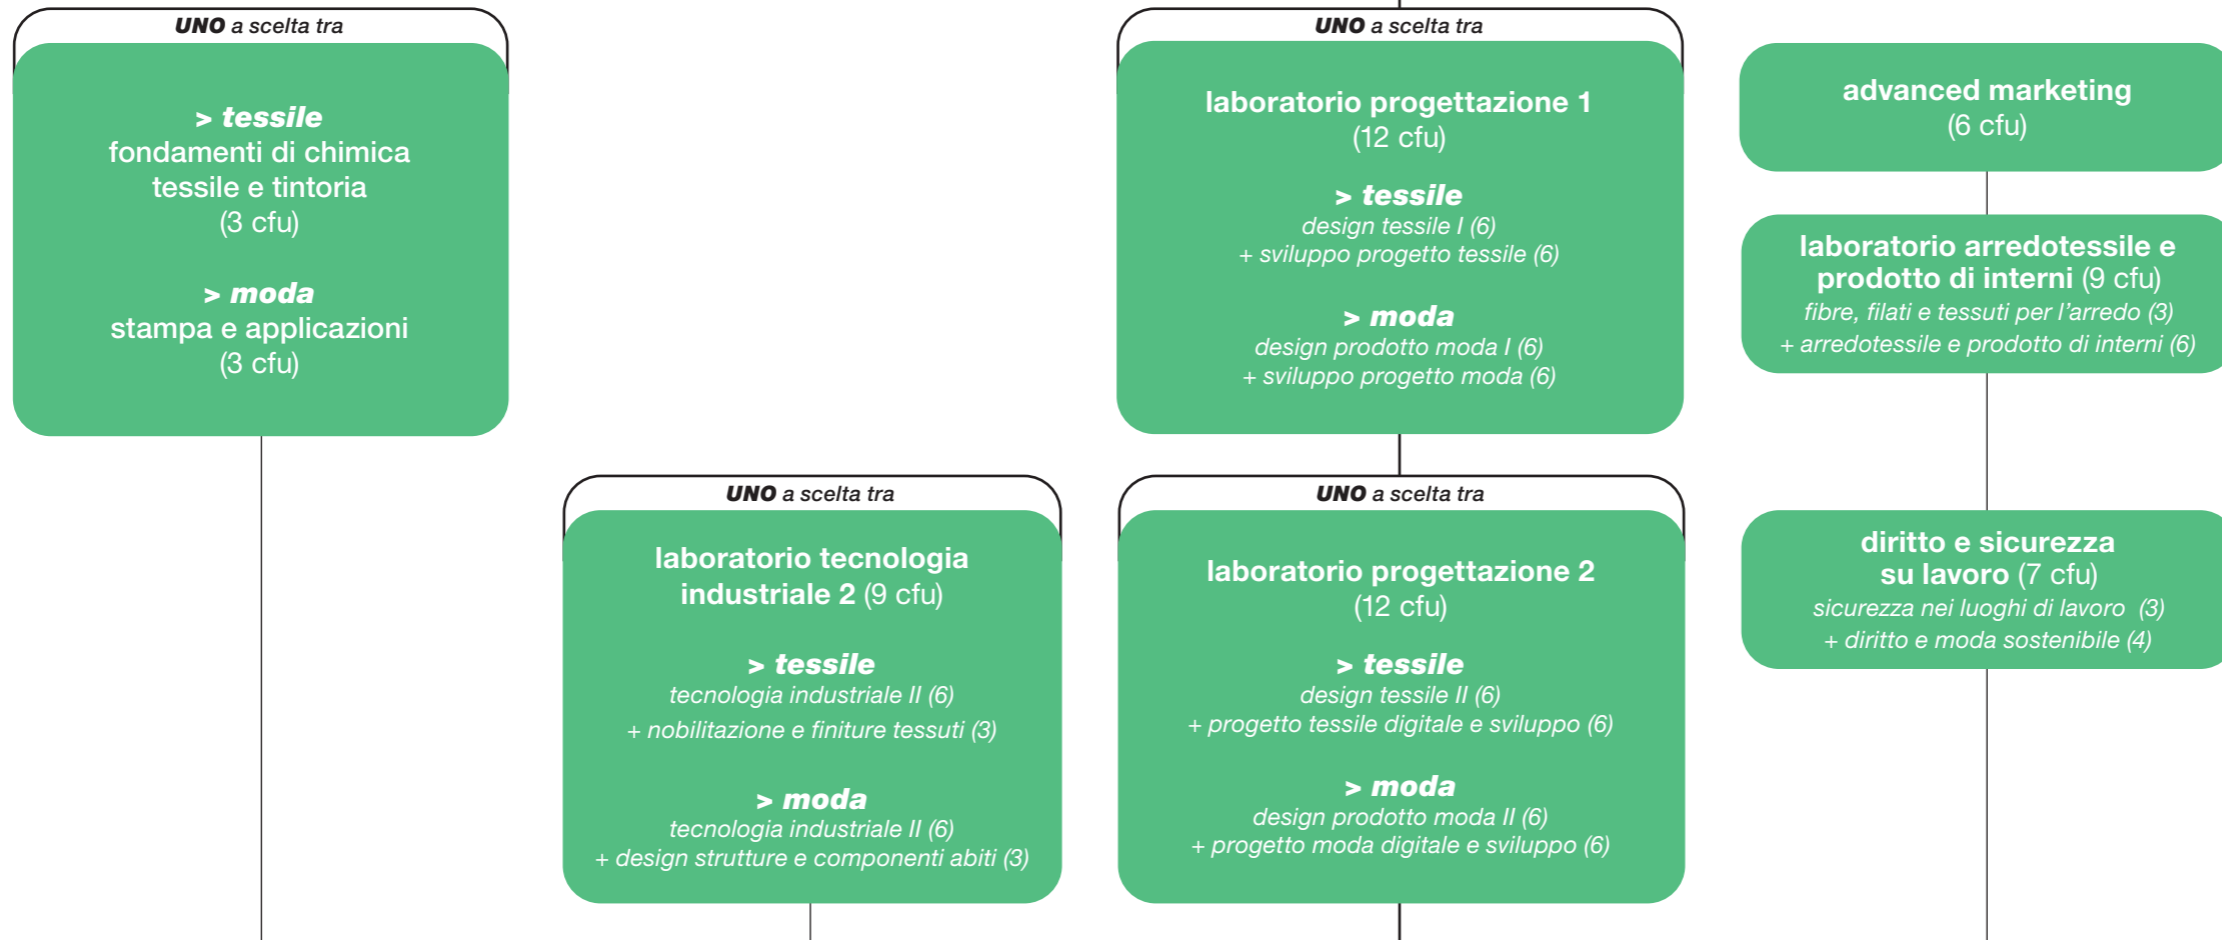 UNO a scelta tra
> tessile
fondamenti di chimica
tessile e tintoria
(3 cfu)
> moda
stampa e applicazioni
(3 cfu)
UNO a scelta tra
laboratorio tecnologia
industriale 2 (9 cfu)
> tessile
tecnologia industriale II (6)
+ nobilitazione e finiture tessuti (3)
> moda
tecnologia industriale II (6)
+ design strutture e componenti abiti (3)
UNO a scelta tra
laboratorio progettazione 1
(12 cfu)
> tessile
design tessile I (6)
+ sviluppo progetto tessile (6)
> moda
design prodotto moda I (6)
+ sviluppo progetto moda (6)
UNO a scelta tra
laboratorio progettazione 2
(12 cfu)
> tessile
design tessile II (6)
+ progetto tessile digitale e sviluppo (6)
> moda
design prodotto moda II (6)
+ progetto moda digitale e sviluppo (6)
advanced marketing
(6 cfu)
laboratorio arredotessile e
prodotto di interni (9 cfu)
fibre, filati e tessuti per l'arredo (3)
+ arredotessile e prodotto di interni (6)
diritto e sicurezza
su lavoro (7 cfu)
sicurezza nei luoghi di lavoro (3)
+ diritto e moda sostenibile (4)